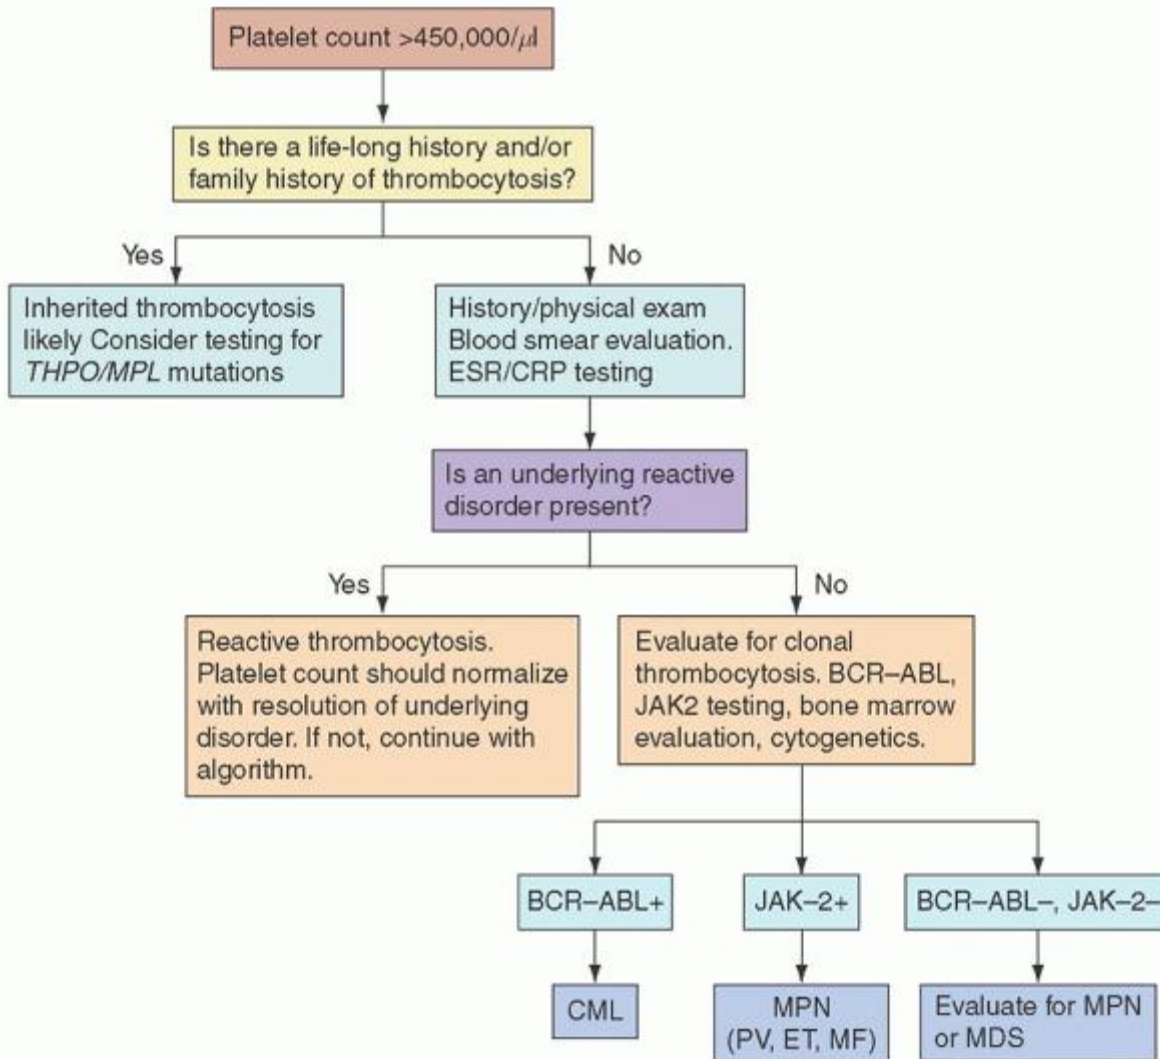 Platelet count >450,000/μl
Is there a life-long history and/or
family history of thrombocytosis?
Yes
No
Inherited thrombocytosis
likely Consider testing for
THPO/MPL mutations
History/physical exam
Blood smear evaluation.
ESR/CRP testing
Is an underlying reactive
disorder present?
Yes
No
Reactive thrombocytosis.
Platelet count should normalize
with resolution of underlying
disorder. If not, continue with
algorithm.
Evaluate for clonal
thrombocytosis. BCR–ABL,
JAK2 testing, bone marrow
evaluation, cytogenetics.
BCR–ABL+
JAK–2+
BCR–ABL–, JAK–2–
CML
MPN
(PV, ET, MF)
Evaluate for MPN
or MDS